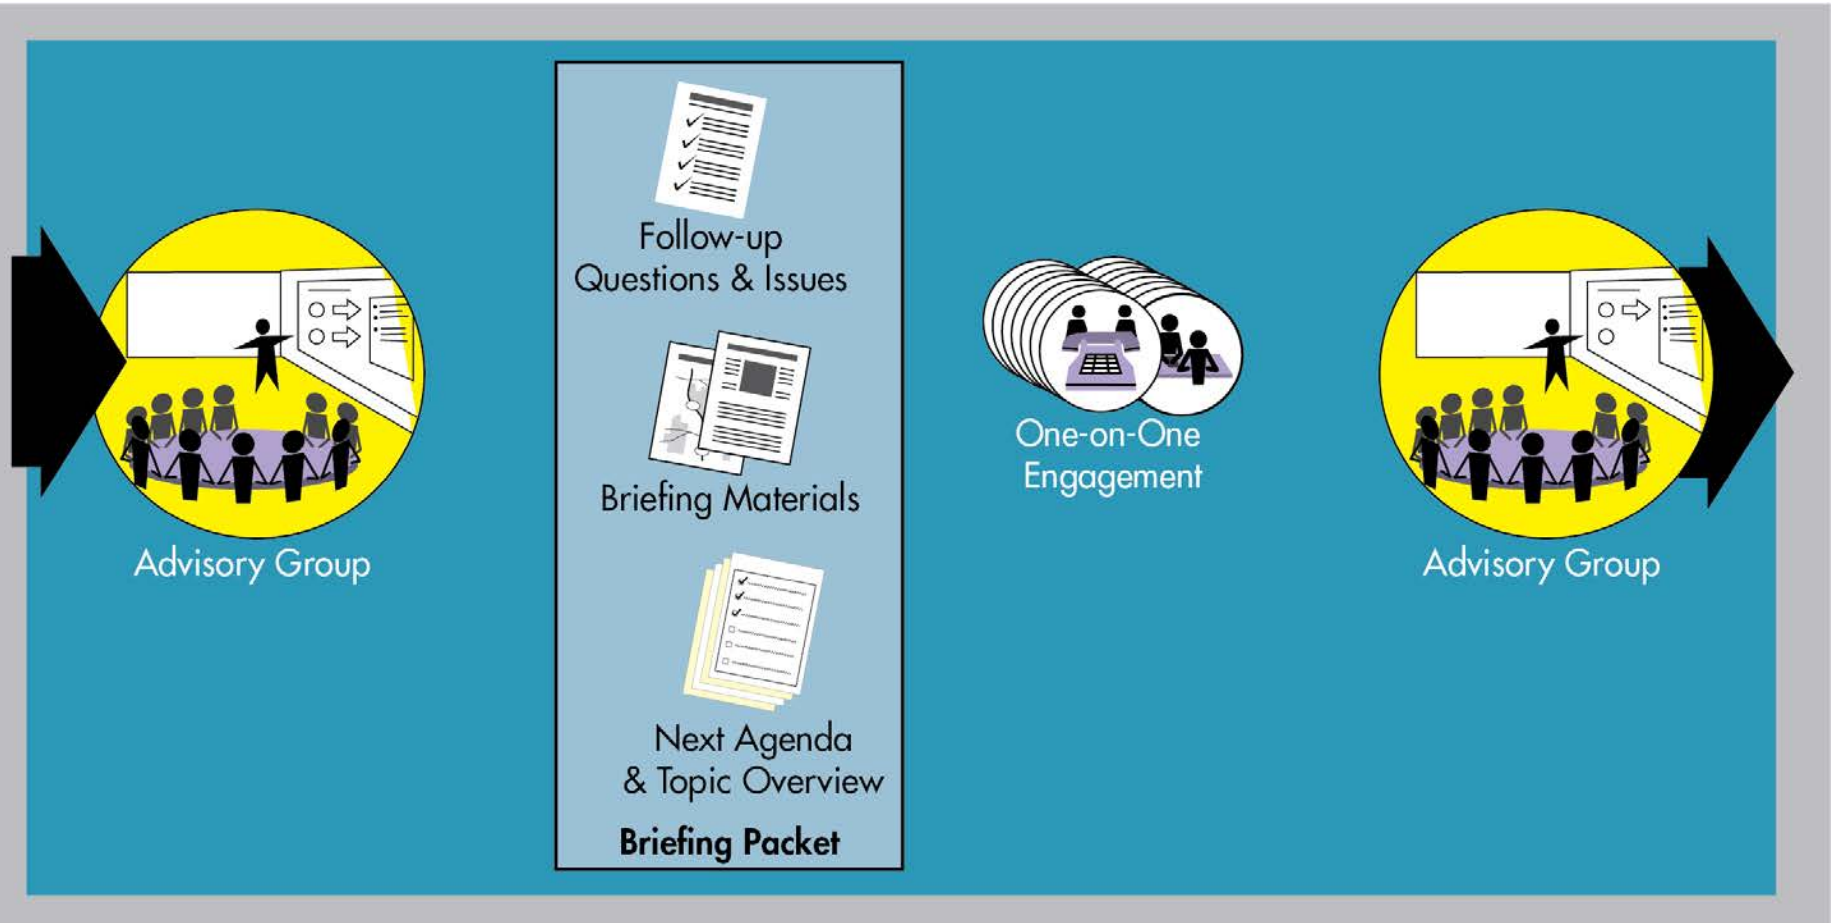 Advisory Group
Follow-up
Questions & Issues
Briefing Materials
Next Agenda
& Topic Overview
Briefing Packet
One-on-One
Engagement
Advisory Group